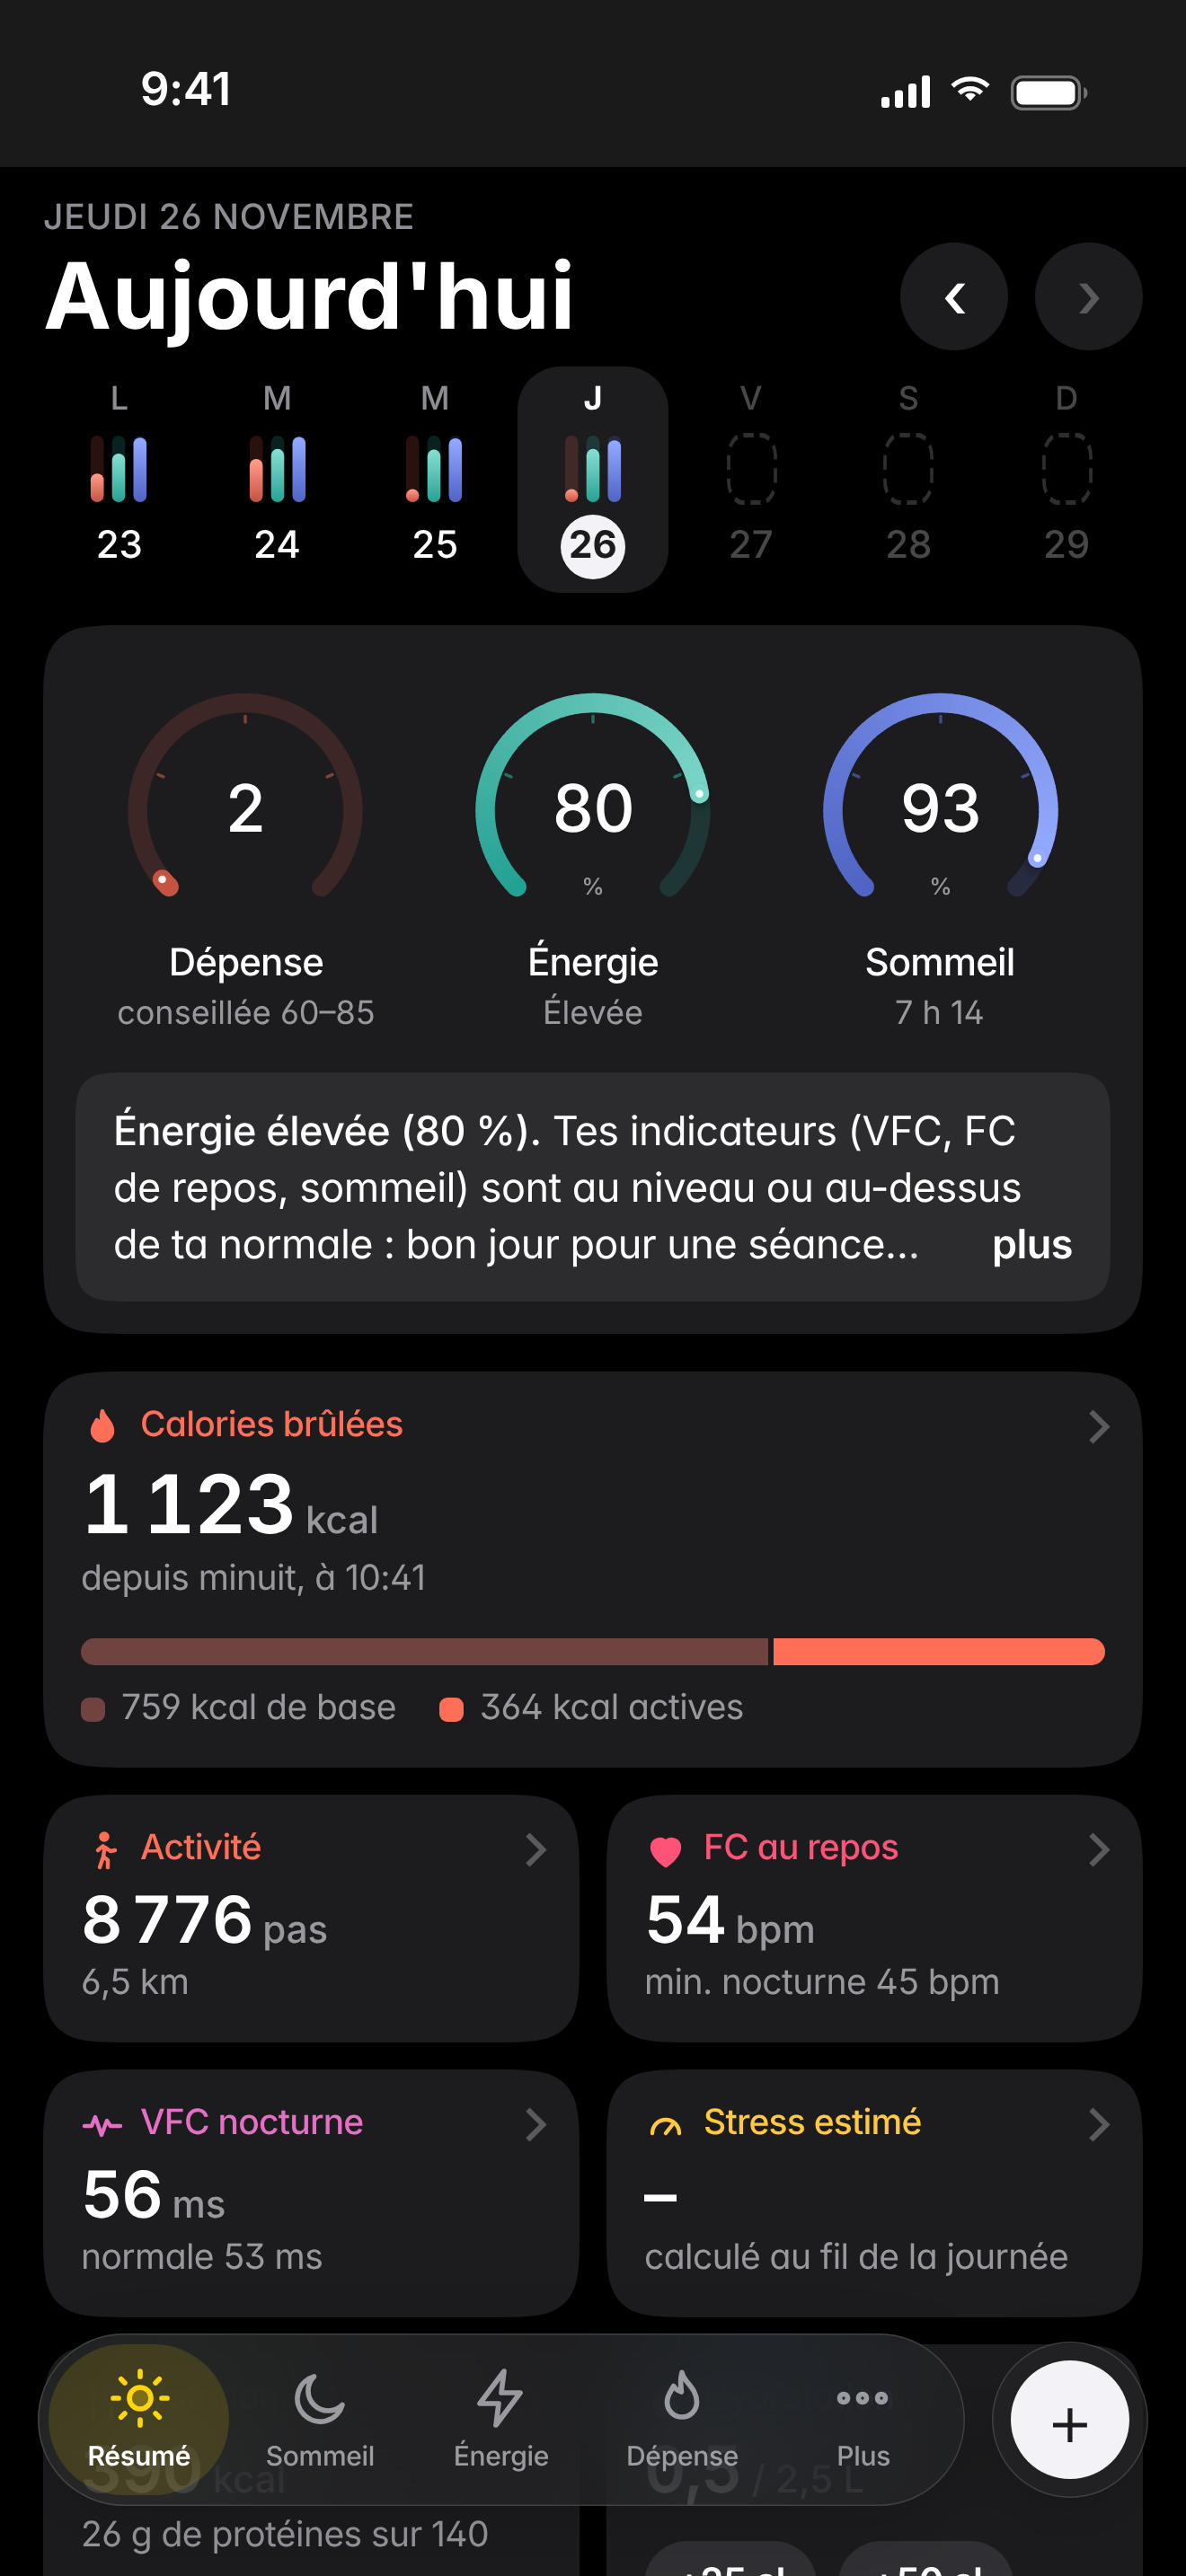 9:41
JEUDI 26 NOVEMBRE
Aujourd'hui
L M M J V S D
23 24 25 26 27 28 29
2 80 93
% %
Dépense Énergie Sommeil
conseillée 60–85 Élevée 7 h 14
Énergie élevée (80 %). Tes indicateurs (VFC, FC
de repos, sommeil) sont au niveau ou au-dessus
de ta normale : bon jour pour une séance... plus
Calories brûlées
1 123 kcal
depuis minuit, à 10:41
759 kcal de base 364 kcal actives
Activité
8 776 pas
6,5 km
FC au repos
54 bpm
min. nocturne 45 bpm
VFC nocturne
56 ms
normale 53 ms
Stress estimé
–
calculé au fil de la journée
Résumé Sommeil Énergie Dépense Plus
390 kcal 0,5 / 2,5 L
26 g de protéines sur 140